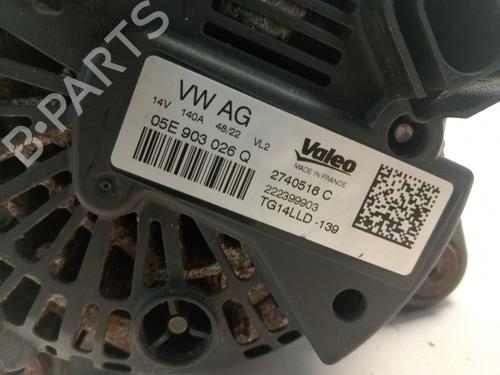 B-PARTS
VW AG
14V 140A 48/22 VL2
05E 903 026 Q
Valeo
MADE IN FRANCE
2740516 C
222399903
TG14LLD -139